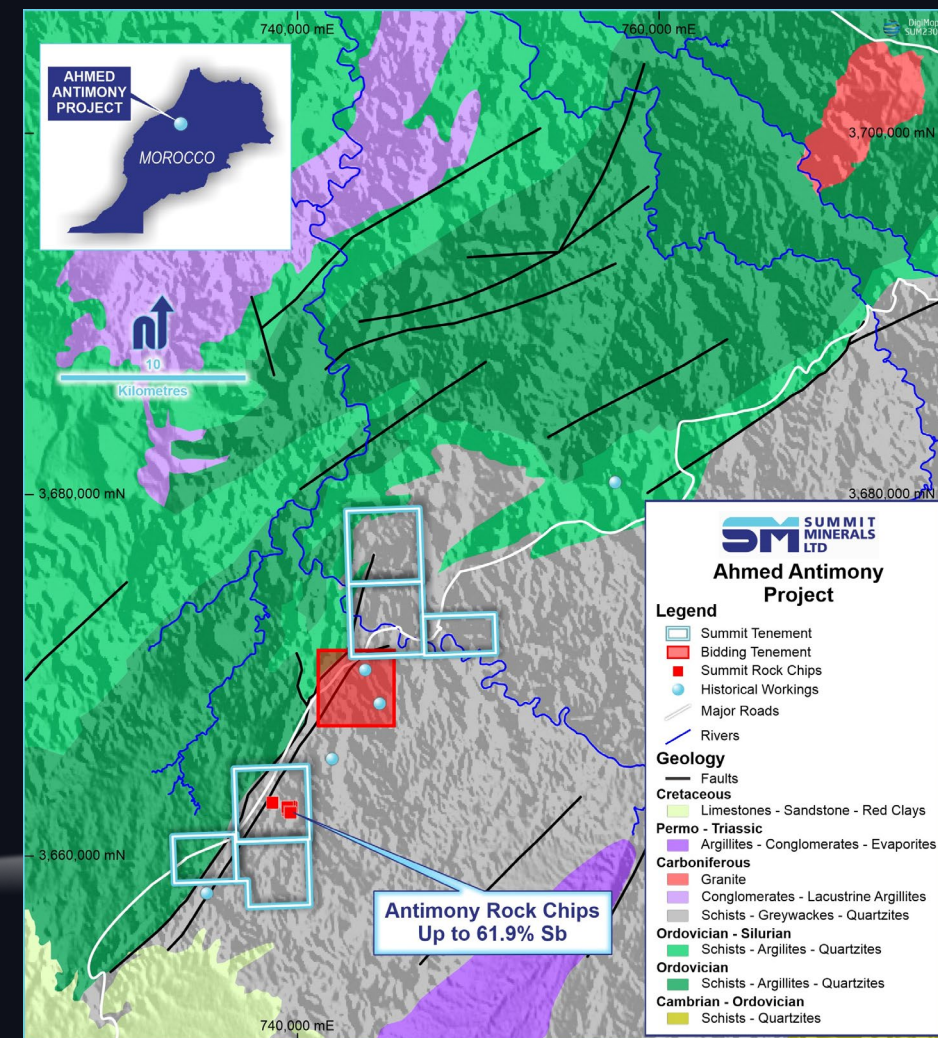 740,000 mE
760,000 mE
DigiMap
AHMED
ANTIMONY
PROJECT
MOROCCO
3,700,000 mN
10
Kilometres
3,680,000 mN
3,680,000 mN
SM SUMMIT
MINERALS
LTD
Ahmed Antimony
Project
Legend
Summit Tenement
Bidding Tenement
Summit Rock Chips
Historical Workings
Major Roads
Rivers
Geology
Faults
Cretaceous
Limestones - Sandstone - Red Clays
Permo - Triassic
Argillites - Conglomerates - Evaporites
Carboniferous
Granite
Conglomerates - Lacustrine Argillites
Schists - Greywackes - Quartzites
Ordovician - Silurian
Schists - Argilites - Quartzites
Ordovician
Schists - Argillites - Quartzites
Cambrian - Ordovician
Schists - Quartzites
3,660,000 mN
Antimony Rock Chips
Up to 61.9% Sb
740,000 mE